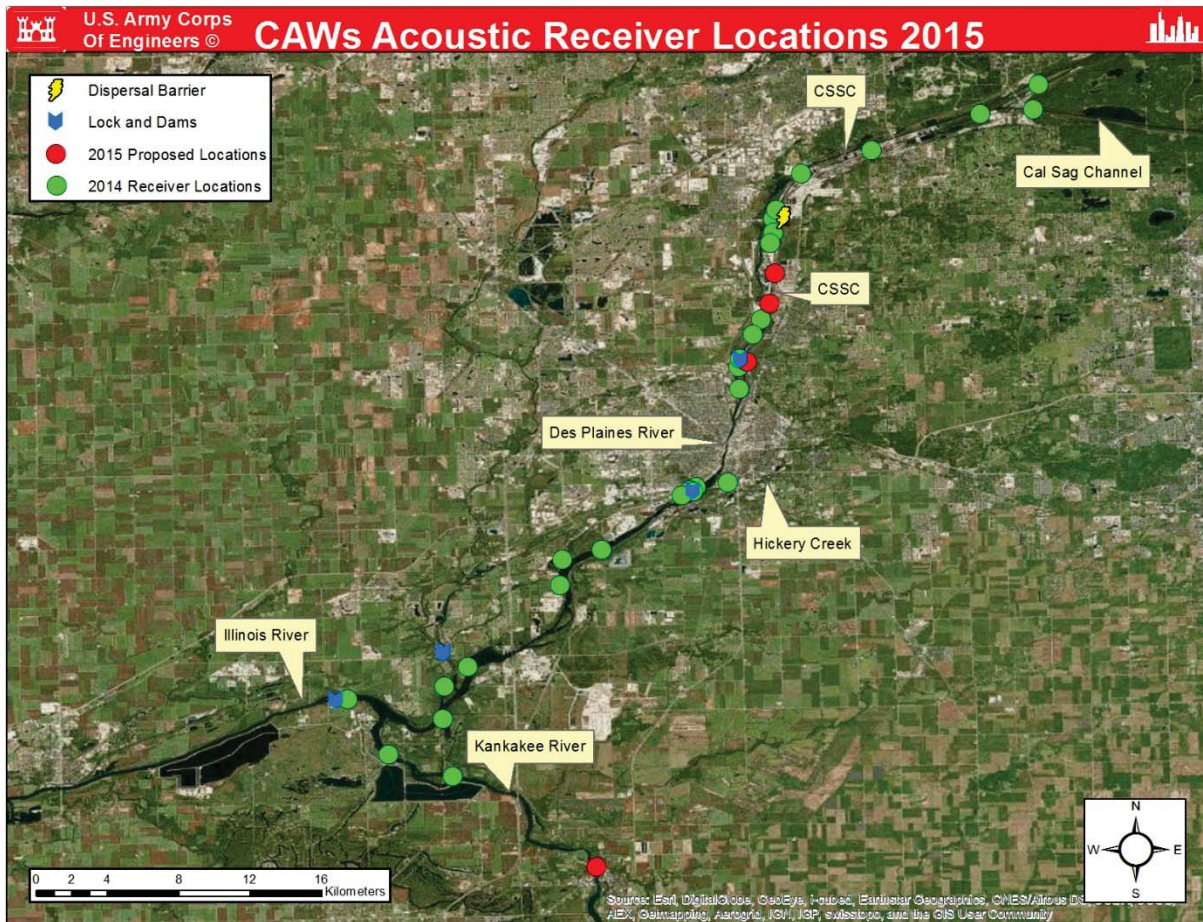 U.S. Army Corps
Of Engineers ©
CAWs Acoustic Receiver Locations 2015
Dispersal Barrier
Lock and Dams
2015 Proposed Locations
2014 Receiver Locations
CSSC
Cal Sag Channel
CSSC
Des Plaines River
Hickery Creek
Illinois River
Kankakee River
N
W E
S
0 2 4 8 12 16
Kilometers
Source: Esri, DigitalGlobe, GeoEye, i-cubed, Earthstar Geographics, CNES/Airbus
AEX, Getmapping, Aerogrid, IGN, IGP, swisstopo, and the GIS User Community